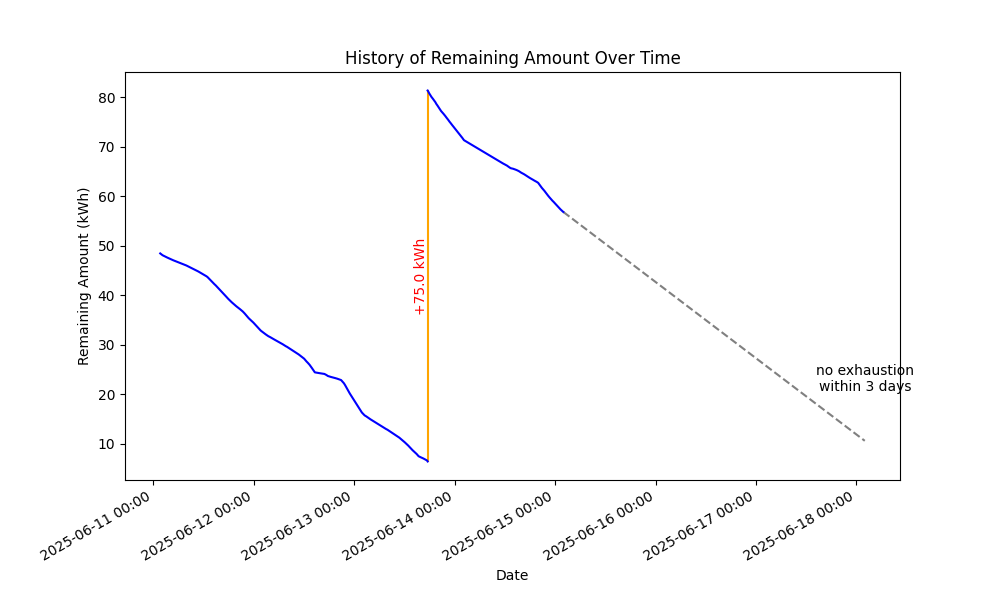 History of Remaining Amount Over Time
Remaining Amount (kWh)
80
70
60
50
40
30
20
10
+75.0 kWh
no exhaustion
within 3 days
2025-06-11 00:00
2025-06-12 00:00
2025-06-13 00:00
2025-06-14 00:00
2025-06-15 00:00
2025-06-16 00:00
2025-06-17 00:00
2025-06-18 00:00
Date